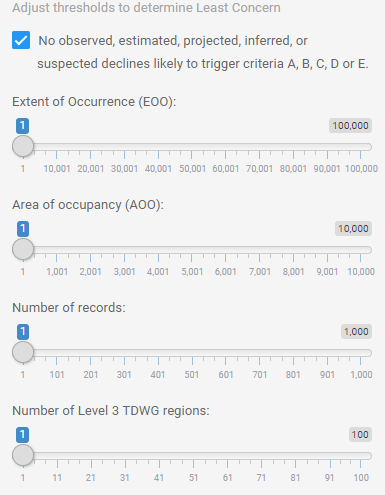 Adjust thresholds to determine Least Concern
No observed, estimated, projected, inferred, or
suspected declines likely to trigger criteria A, B, C, D or E.
Extent of Occurrence (EOO):
1 100,000
1 10,001 20,001 30,001 40,001 50,001 60,001 70,001 80,001 90,001 100,000
Area of occupancy (AOO):
1 10,000
1 1,001 2,001 3,001 4,001 5,001 6,001 7,001 8,001 9,001 10,000
Number of records:
1 1,000
1 101 201 301 401 501 601 701 801 901 1,000
Number of Level 3 TDWG regions:
1 100
1 11 21 31 41 51 61 71 81 91 100